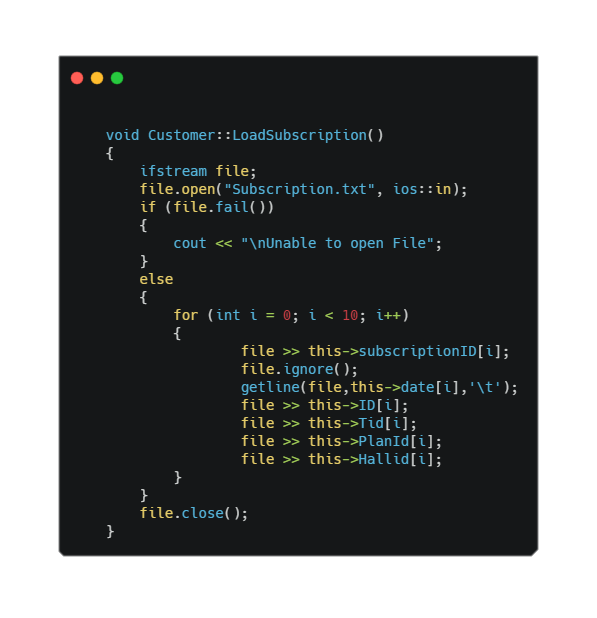 void Customer::LoadSubscription()
{
    ifstream file;
    file.open("Subscription.txt", ios::in);
    if (file.fail())
    {
        cout << "\nUnable to open File";
    }
    else
    {
        for (int i = 0; i < 10; i++)
        {
                file >> this->subscriptionID[i];
                file.ignore();
                getline(file,this->date[i],'\t');
                file >> this->ID[i];
                file >> this->Tid[i];
                file >> this->PlanId[i];
                file >> this->Hallid[i];
        }
    }
    file.close();
}